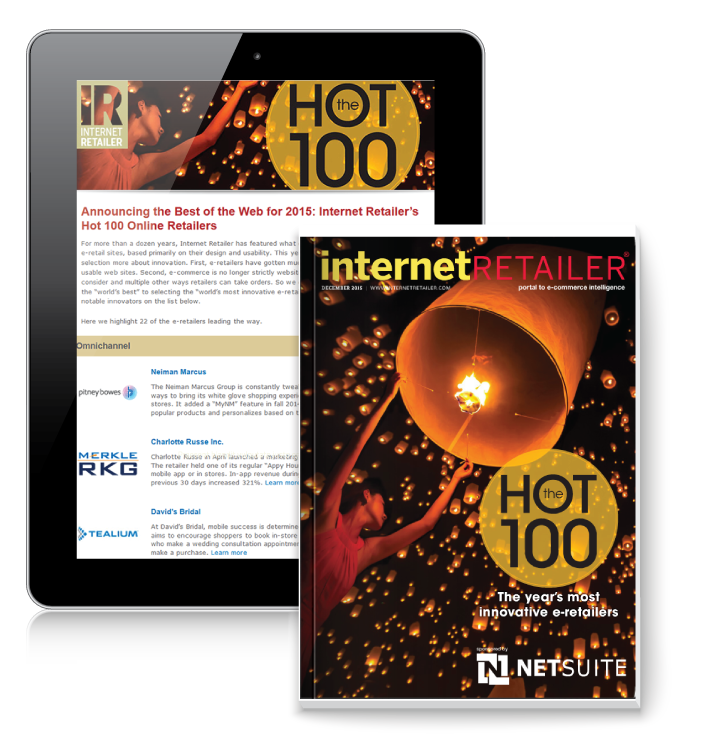 IR
INTERNET
RETAILER
the
HOT
100
Announcing the Best of the Web for 2015: Internet Retailer's
Hot 100 Online Retailers
For more than a dozen years, Internet Retailer has featured what
e-retail sites, based primarily on their design and usability. This ye
selection more about innovation. First, e-retailers have gotten mu
usable web sites. Second, e-commerce is no longer strictly websit
consider and multiple other ways retailers can take orders. So we
the "world's best" to selecting the "world's most innovative e-reta
notable innovators on the list below.
Here we highlight 22 of the e-retailers leading the way.
Omnichannel
pitney bowes
Neiman Marcus
The Neiman Marcus Group is constantly twea
ways to bring its white glove shopping experi
stores. It added a "MyNM" feature in fall 201
popular products and personalizes based on t
MERKLE
RKG
Charlotte Russe Inc.
Charlotte Russe in April launched a marketing
The retailer held one of its regular "Appy Hou
mobile app or in stores. In-app revenue durin
previous 30 days increased 321%. Learn mor
TEALIUM
David's Bridal
At David's Bridal, mobile success is determine
aims to encourage shoppers to book in-store
who make a wedding consultation appointme
make a purchase. Learn more
internetRETAILER®
DECEMBER 2015 | WWW.INTERNETRETAILER.COM
portal to e-commerce intelligence
the
HOT
100
The year's most
innovative e-retailers
sponsored by
N NETSUITE